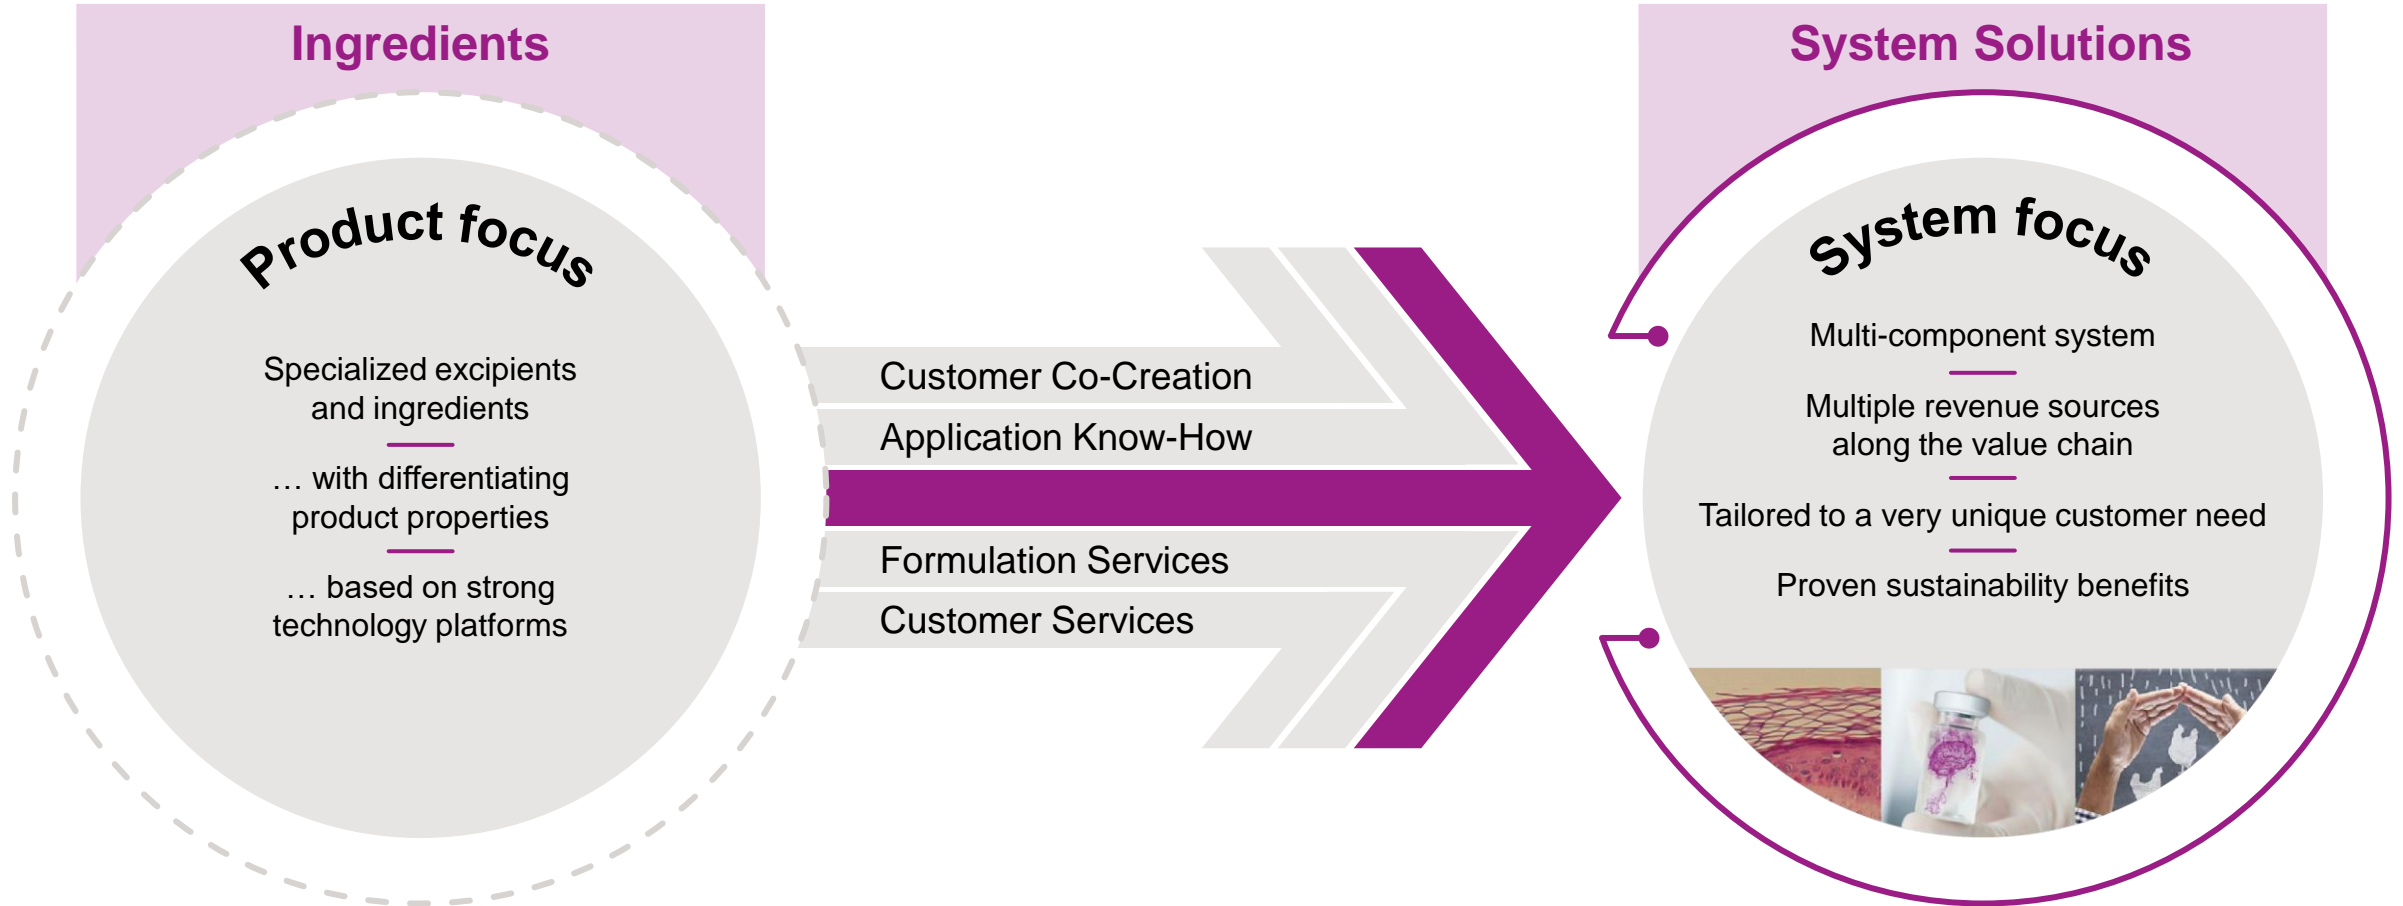 Ingredients
Product focus
Specialized excipients
and ingredients
… with differentiating
product properties
… based on strong
technology platforms
Customer Co-Creation
Application Know-How
Formulation Services
Customer Services
System Solutions
System focus
Multi-component system
Multiple revenue sources
along the value chain
Tailored to a very unique customer need
Proven sustainability benefits